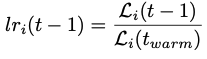 lr_i(t − 1) = \frac{\mathcal{L}_i(t − 1)}{\mathcal{L}_i(t_{warm})}